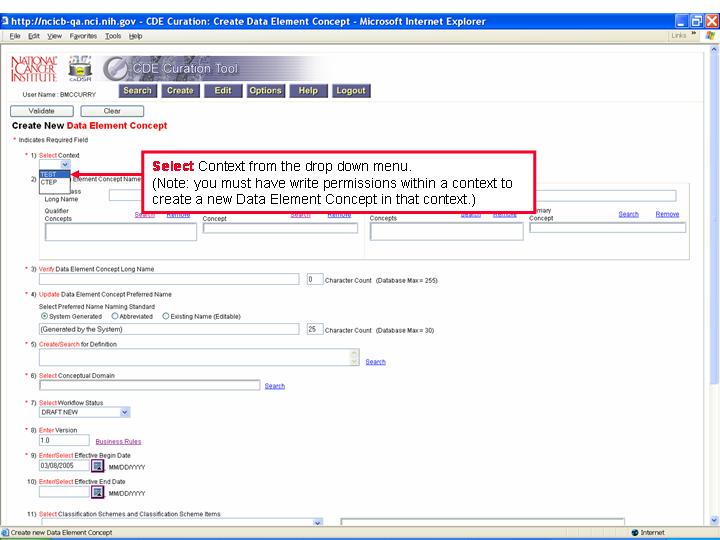 http://ncicb-qa.nci.nih.gov - CDE Curation: Create Data Element Concept - Microsoft Internet Explorer
File Edit View Favorites Tools Help
Links »
NATIONAL CANCER INSTITUTE
caDSR
CDE Curation Tool
User Name : BMCCURRY
Search Create Edit Options Help Logout
Validate Clear
Create New Data Element Concept
* Indicates Required Field
* 1) Select Context
TEST
CTEP
Select Context from the drop down menu.
(Note: you must have write permissions within a context to
create a new Data Element Concept in that context.)
2) Element Concept Name
Long Name
Qualifier Concepts Search Remove
Concept Search Remove
Concepts Search Remove
Concept Search Remove
* 3) Verify Data Element Concept Long Name
0 Character Count (Database Max = 255)
* 4) Update Data Element Concept Preferred Name
Select Preferred Name Naming Standard
System Generated Abbreviated Existing Name (Editable)
(Generated by the System) 25 Character Count (Database Max = 30)
* 5) Create/Search for Definition
Search
* 6) Select Conceptual Domain
Search
* 7) Select Workflow Status
DRAFT NEW
* 8) Enter Version
1.0 Business Rules
* 9) Enter/Select Effective Begin Date
03/08/2005 MM/DD/YYYY
10) Enter/Select Effective End Date
MM/DD/YYYY
11) Select Classification Schemes and Classification Scheme Items
Create new Data Element Concept Internet